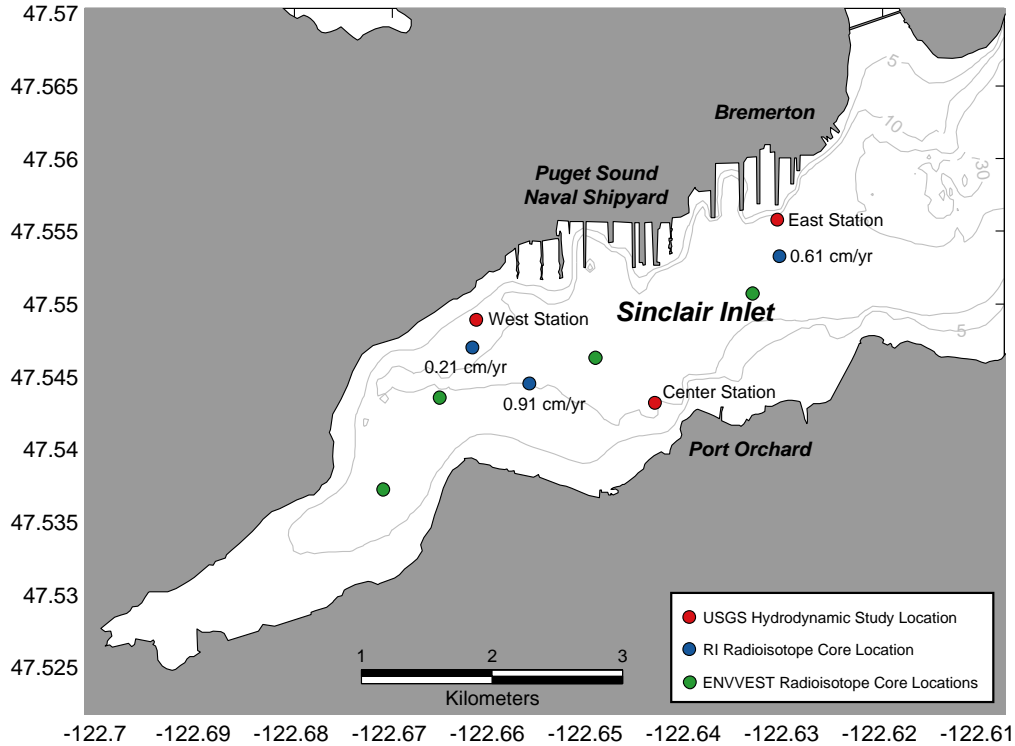 47.57
47.565
47.56
47.555
47.55
47.545
47.54
47.535
47.53
47.525
5
10
30
Bremerton
Puget Sound
Naval Shipyard
East Station
0.61 cm/yr
Sinclair Inlet
West Station
0.21 cm/yr
0.91 cm/yr
5
Center Station
Port Orchard
1 2 3
Kilometers
USGS Hydrodynamic Study Location
RI Radioisotope Core Location
ENVVEST Radioisotope Core Locations
-122.7 -122.69 -122.68 -122.67 -122.66 -122.65 -122.64 -122.63 -122.62 -122.61